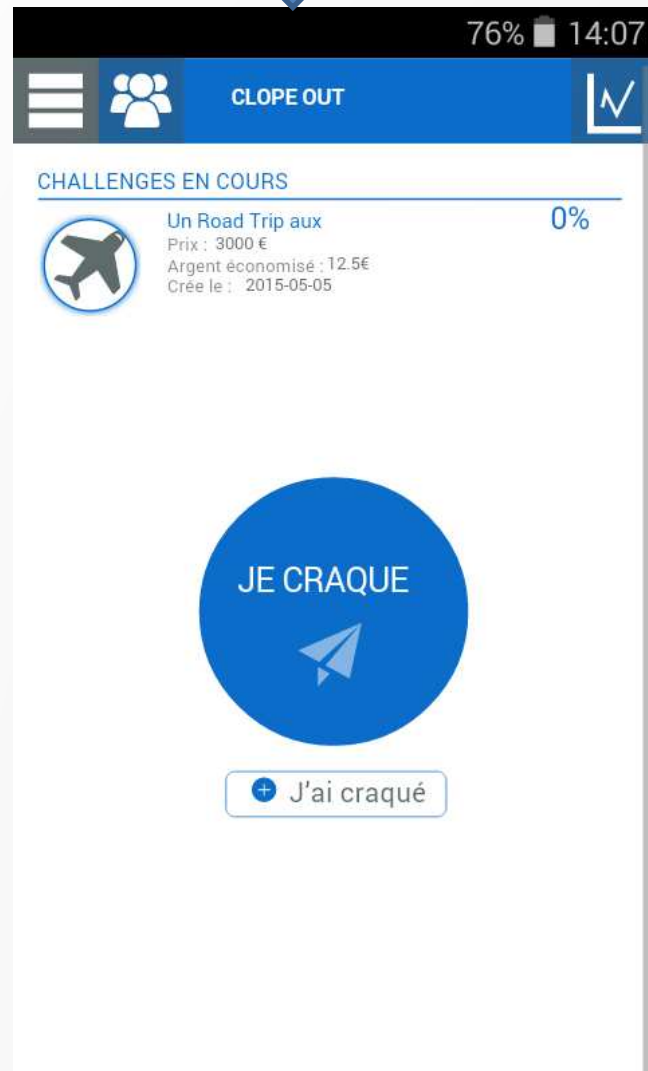 76% 14:07
CLOPE OUT
CHALLENGES EN COURS
Un Road Trip aux 0%
Prix : 3000 €
Argent économisé : 12.5€
Crée le : 2015-05-05
JE CRAQUE
J'ai craqué